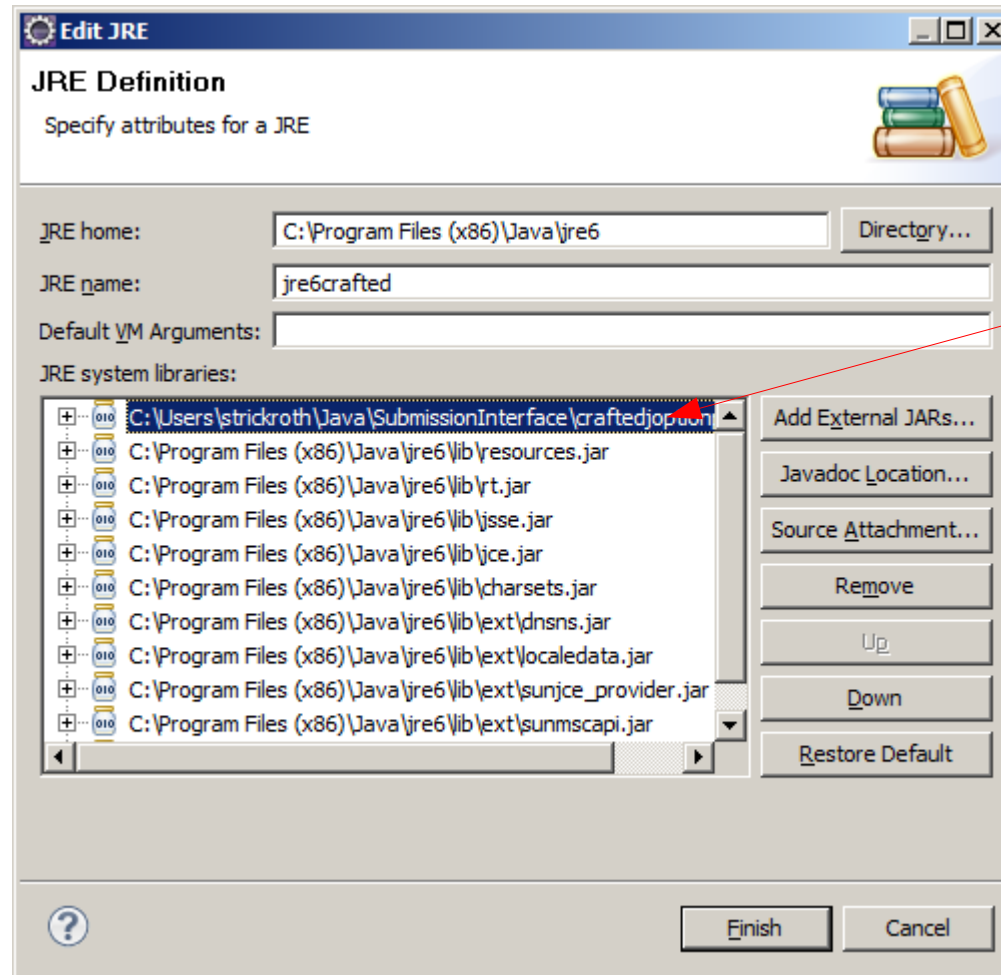 Edit JRE
JRE Definition
Specify attributes for a JRE
JRE home: C:\Program Files (x86)\Java\jre6 Directory...
JRE name: jre6crafted
Default VM Arguments:
JRE system libraries:
C:\Users\strickroth\Java\SubmissionInterface\craftedjoption Add External JARs...
C:\Program Files (x86)\Java\jre6\lib\resources.jar
C:\Program Files (x86)\Java\jre6\lib\rt.jar Javadoc Location...
C:\Program Files (x86)\Java\jre6\lib\jsse.jar Source Attachment...
C:\Program Files (x86)\Java\jre6\lib\jce.jar
C:\Program Files (x86)\Java\jre6\lib\charsets.jar Remove
C:\Program Files (x86)\Java\jre6\lib\ext\dnsns.jar
C:\Program Files (x86)\Java\jre6\lib\ext\localedata.jar Up
C:\Program Files (x86)\Java\jre6\lib\ext\sunjce_provider.jar Down
C:\Program Files (x86)\Java\jre6\lib\ext\sunmscapi.jar
Restore Default
Finish Cancel